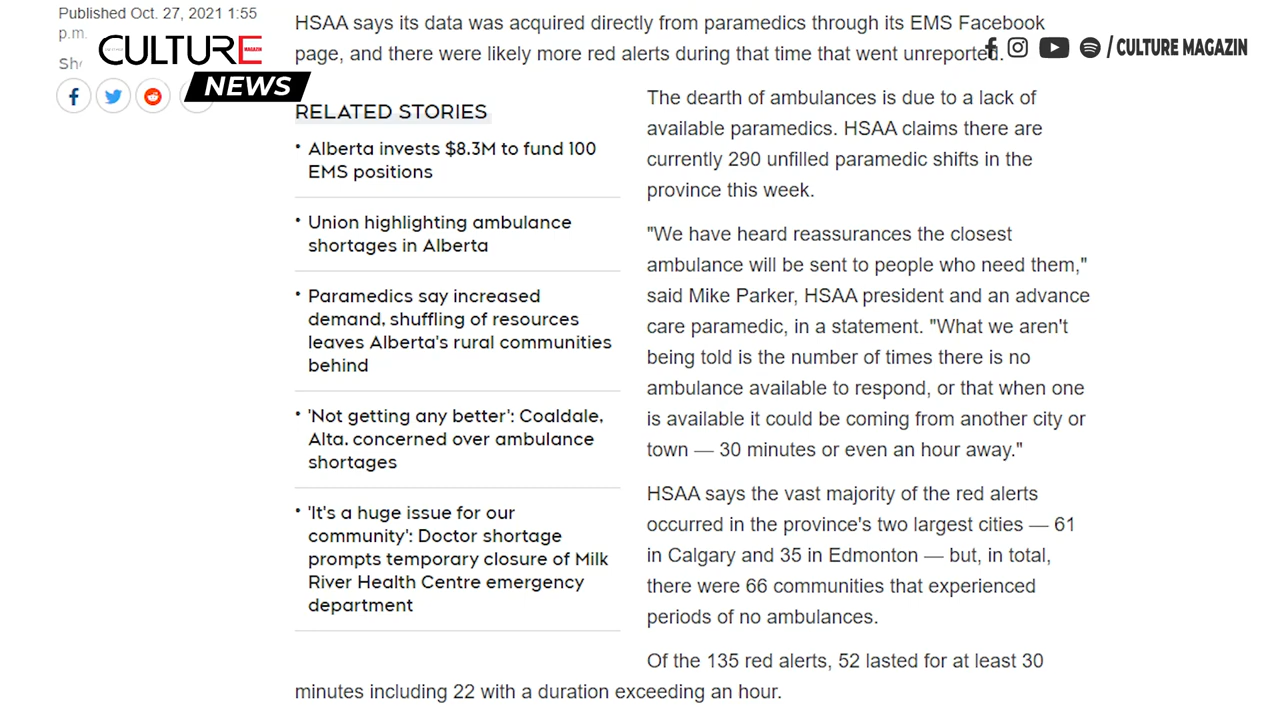 Published Oct. 27, 2021 1:55
p.m.
CULTURE
MAGAZIN
NEWS
/ CULTURE MAGAZIN
HSAA says its data was acquired directly from paramedics through its EMS Facebook
page, and there were likely more red alerts during that time that went unreported.
RELATED STORIES
• Alberta invests $8.3M to fund 100
EMS positions
• Union highlighting ambulance
shortages in Alberta
• Paramedics say increased
demand, shuffling of resources
leaves Alberta's rural communities
behind
• 'Not getting any better': Coaldale,
Alta. concerned over ambulance
shortages
• 'It's a huge issue for our
community': Doctor shortage
prompts temporary closure of Milk
River Health Centre emergency
department
The dearth of ambulances is due to a lack of
available paramedics. HSAA claims there are
currently 290 unfilled paramedic shifts in the
province this week.
"We have heard reassurances the closest
ambulance will be sent to people who need them,"
said Mike Parker, HSAA president and an advance
care paramedic, in a statement. "What we aren't
being told is the number of times there is no
ambulance available to respond, or that when one
is available it could be coming from another city or
town — 30 minutes or even an hour away."
HSAA says the vast majority of the red alerts
occurred in the province's two largest cities — 61
in Calgary and 35 in Edmonton — but, in total,
there were 66 communities that experienced
periods of no ambulances.
Of the 135 red alerts, 52 lasted for at least 30
minutes including 22 with a duration exceeding an hour.